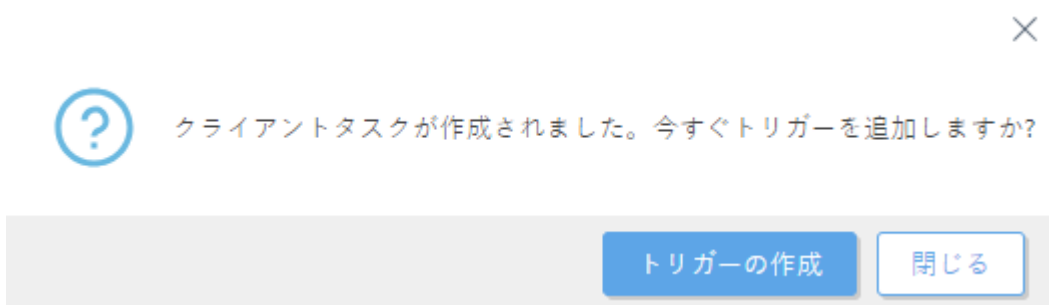 クライアントタスクが作成されました。今すぐトリガーを追加しますか?
トリガーの作成
閉じる